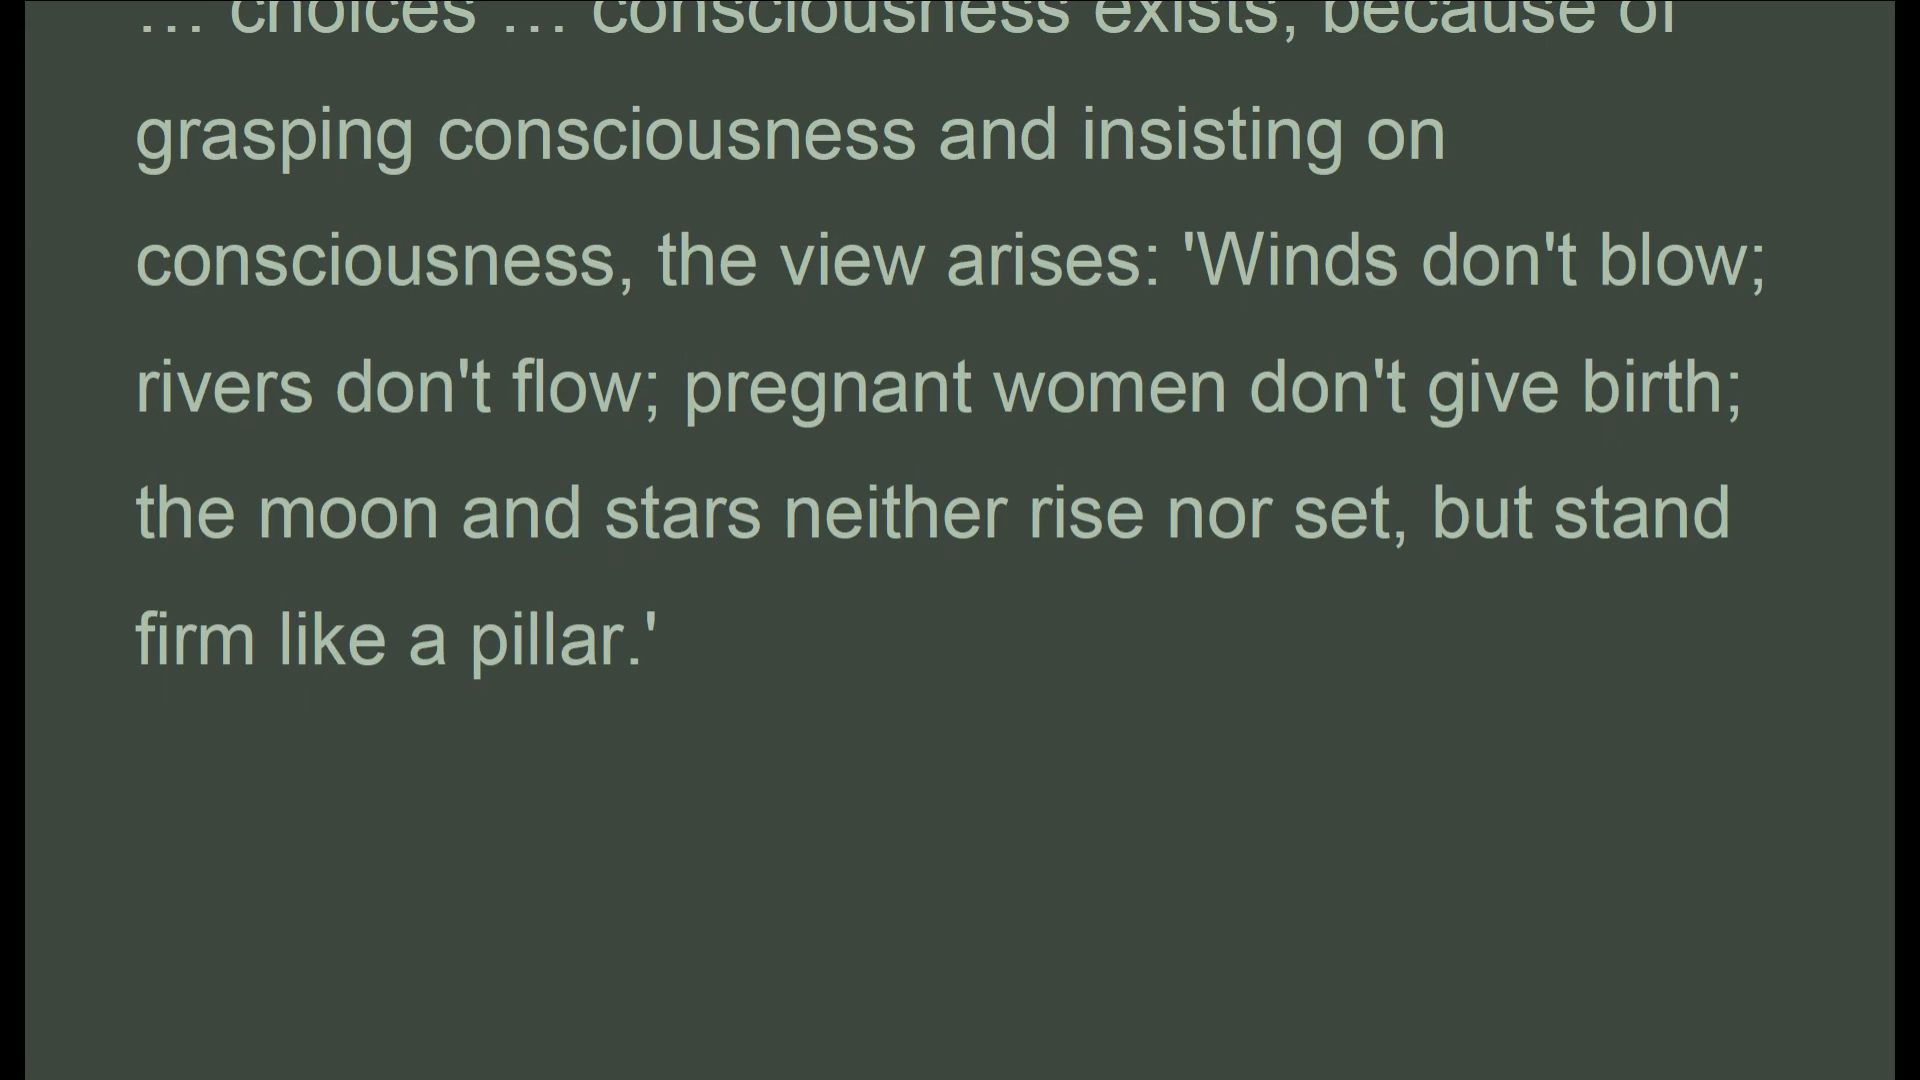 … choices … consciousness exists, because of
grasping consciousness and insisting on
consciousness, the view arises: 'Winds don't blow;
rivers don't flow; pregnant women don't give birth;
the moon and stars neither rise nor set, but stand
firm like a pillar.'